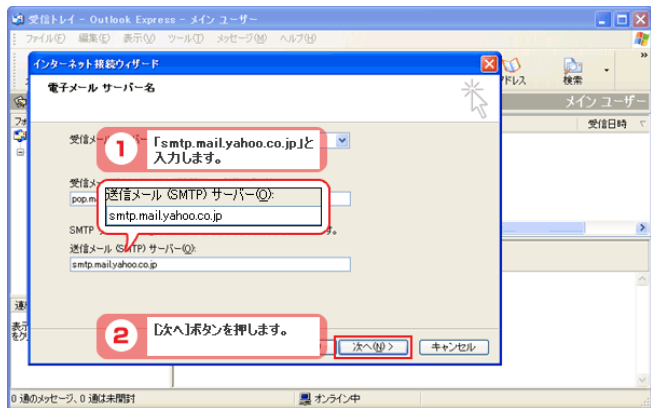 受信トレイ - Outlook Express - メイン ユーザー
ファイル(F) 編集(E) 表示(V) ツール(T) メッセージ(M) ヘルプ(H)
インターネット接続ウィザード
ドレス
検索
電子メール サーバー名
メイン ユーザー
受信日時
1
「smtp.mail.yahoo.co.jp」と
入力します。
受信メール
送信メール (SMTP) サーバー(O):
smtp.mail.yahoo.co.jp
pop.m
SMTP
す。
送信メール (SMTP) サーバー(O):
smtp.mail.yahoo.co.jp
2
[次へ]ボタンを押します。
次へ(N) >
キャンセル
0 通のメッセージ、0 通は未開封
オンライン中